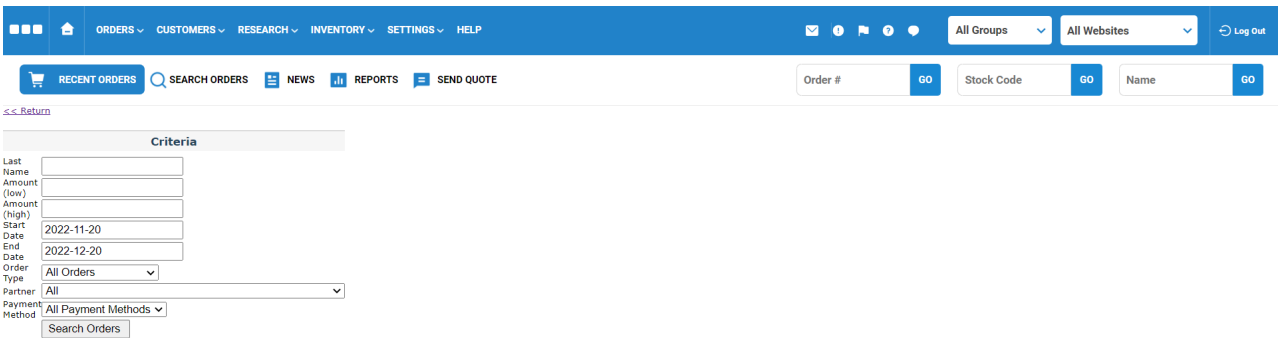 ORDERS CUSTOMERS RESEARCH INVENTORY SETTINGS HELP All Groups All Websites Log Out
RECENT ORDERS SEARCH ORDERS NEWS REPORTS SEND QUOTE Order # GO Stock Code GO Name GO
<< Return
Criteria
Last
Name
Amount
(low)
Amount
(high)
Start
Date 2022-11-20
End
Date 2022-12-20
Order
Type All Orders
Partner All
Payment
Method All Payment Methods
Search Orders